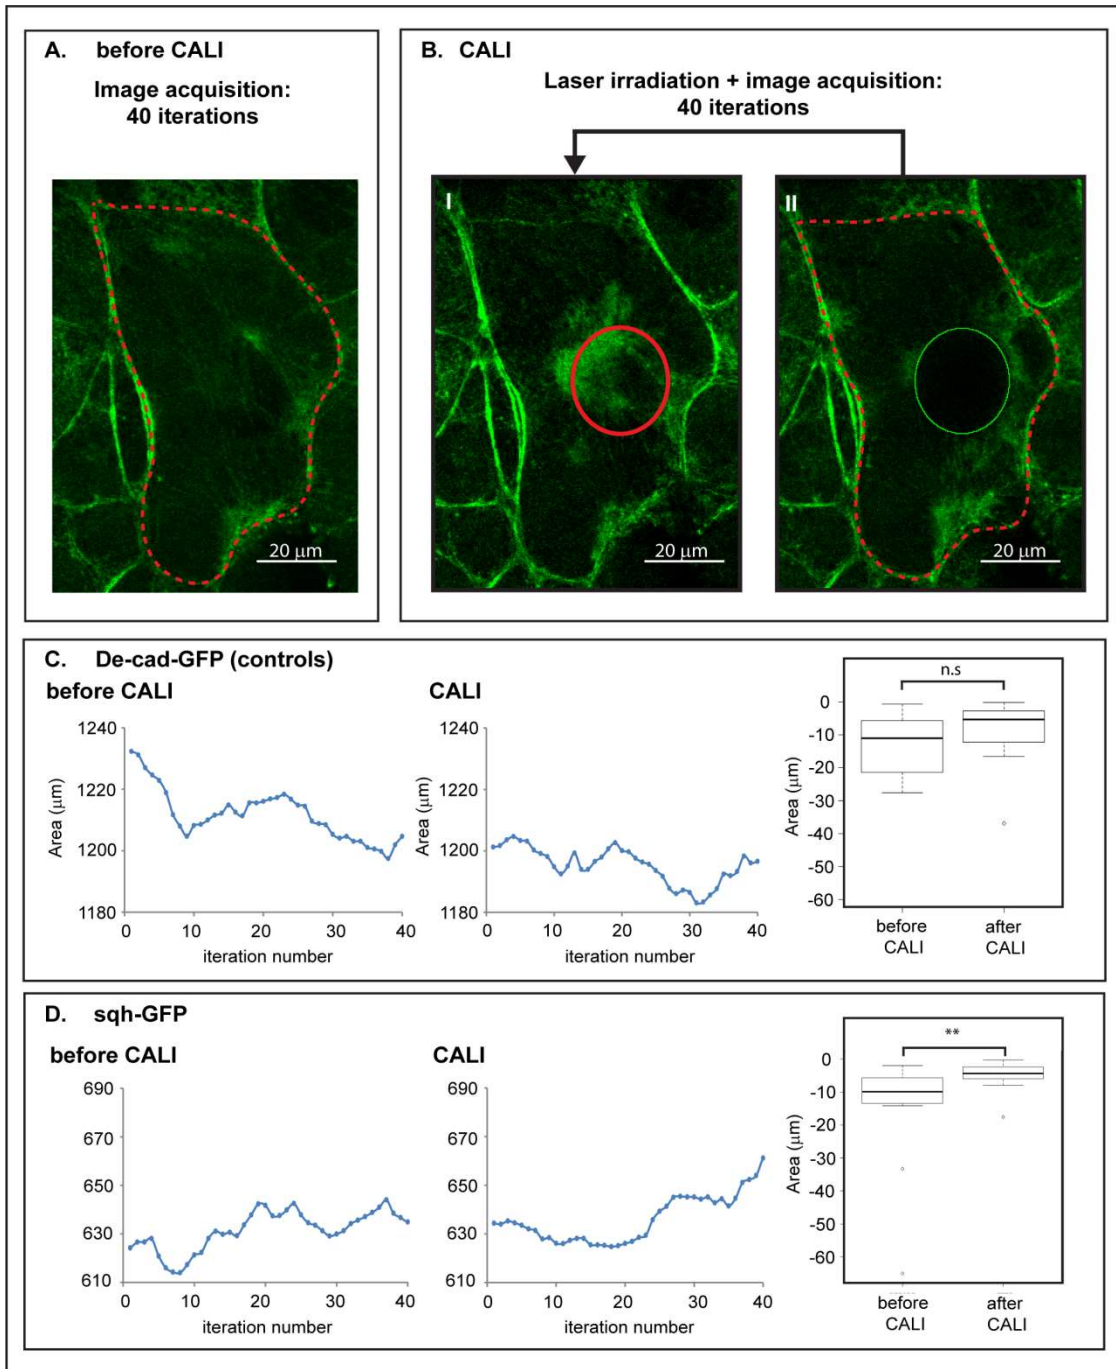 A. before CALI
Image acquisition:
40 iterations
20 μm
B. CALI
Laser irradiation + image acquisition:
40 iterations
I
20 μm
II
20 μm
C. De-cad-GFP (controls)
before CALI
Area (μm)
1240
1220
1200
1180
0 10 20 30 40
iteration number
CALI
Area (μm)
1240
1220
1200
1180
0 10 20 30 40
iteration number
n.s
Area (μm)
0
-10
-20
-30
-40
-50
-60
before
CALI
after
CALI
D. sqh-GFP
before CALI
690
670
650
630
610
0 10 20 30 40
iteration number
CALI
690
670
650
630
610
0 10 20 30 40
iteration number
**
Area (μm)
0
-10
-20
-30
-40
-50
-60
before
CALI
after
CALI